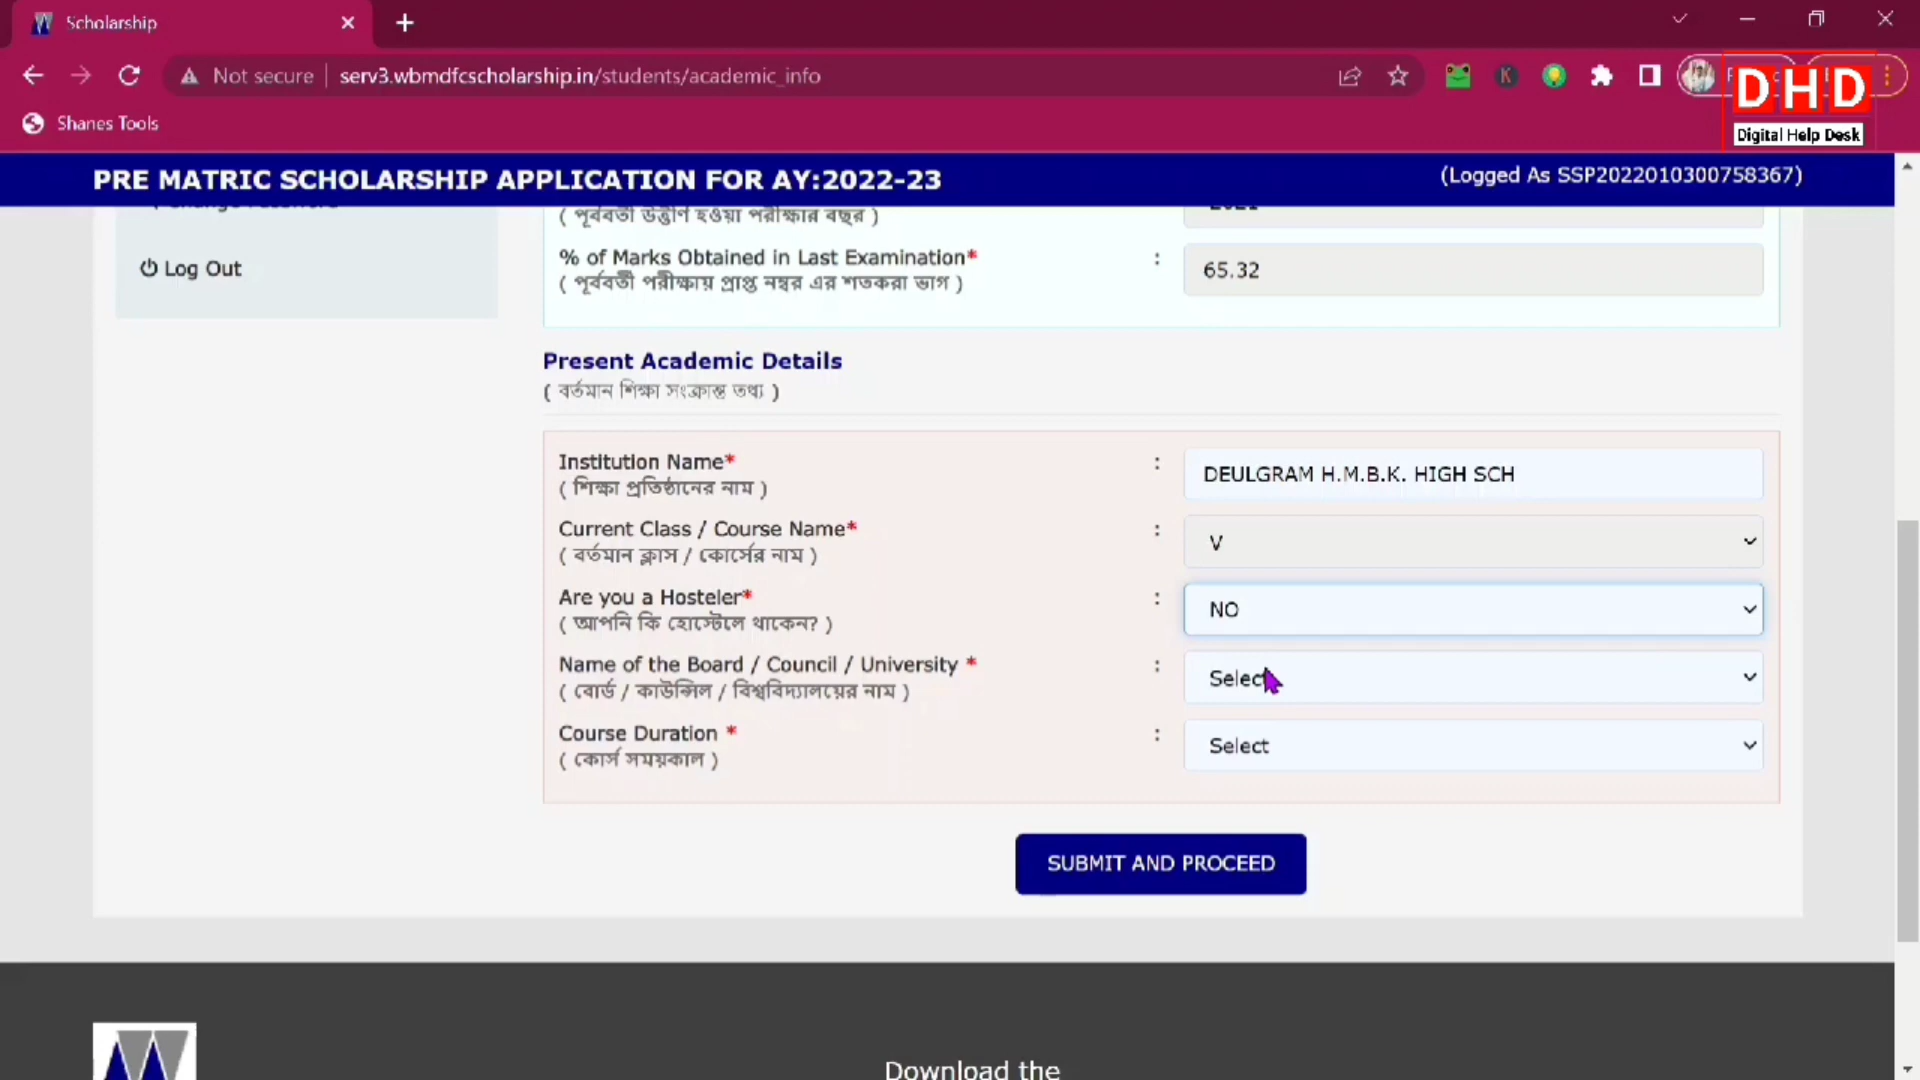 Scholarship
Not secure serv3.wbmdfcscholarship.in/students/academic_info
DHD
Digital Help Desk
Shanes Tools
PRE MATRIC SCHOLARSHIP APPLICATION FOR AY:2022-23
(Logged As SSP2022010300758367)
( পূর্ববর্তী উত্তীর্ণ হওয়া পরীক্ষার বছর )
% of Marks Obtained in Last Examination* : 65.32
( পূর্ববর্তী পরীক্ষায় প্রাপ্ত নম্বর এর শতকরা ভাগ )
Log Out
Present Academic Details
( বর্তমান শিক্ষা সংক্রান্ত তথ্য )
Institution Name* : DEULGRAM H.M.B.K. HIGH SCH
( শিক্ষা প্রতিষ্ঠানের নাম )
Current Class / Course Name* : V
( বর্তমান ক্লাস / কোর্সের নাম )
Are you a Hosteler* : NO
( আপনি কি হোস্টেলে থাকেন? )
Name of the Board / Council / University * : Select
( বোর্ড / কাউন্সিল / বিশ্ববিদ্যালয়ের নাম )
Course Duration * : Select
( কোর্স সময়কাল )
SUBMIT AND PROCEED
Download the